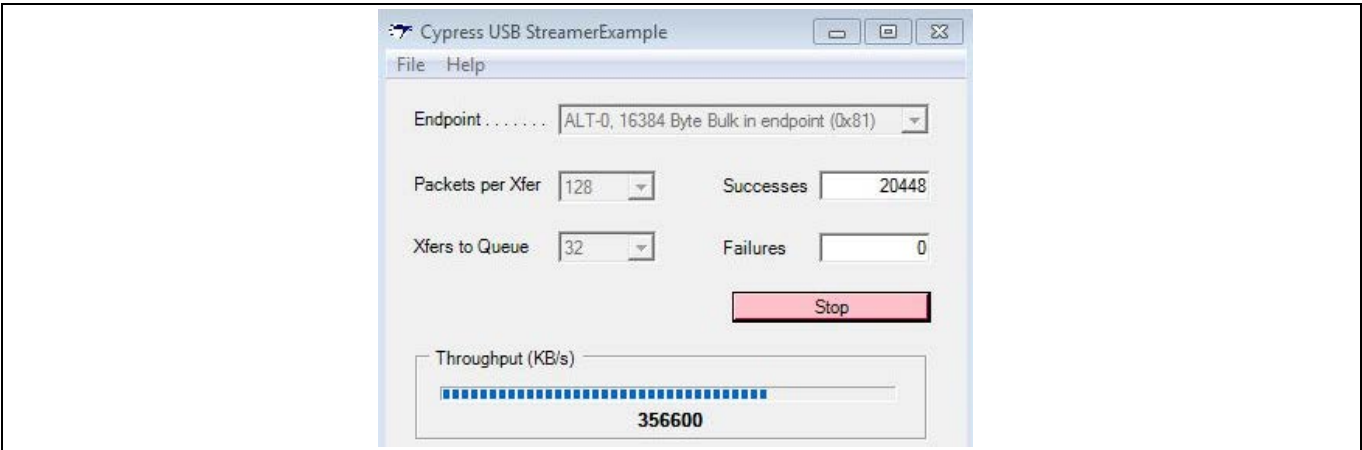 Cypress USB StreamerExample
File Help
Endpoint . . . . . . . ALT-0, 16384 Byte Bulk in endpoint (0x81)
Packets per Xfer 128 Successes 20448
Xfers to Queue 32 Failures 0
Stop
Throughput (KB/s)
356600